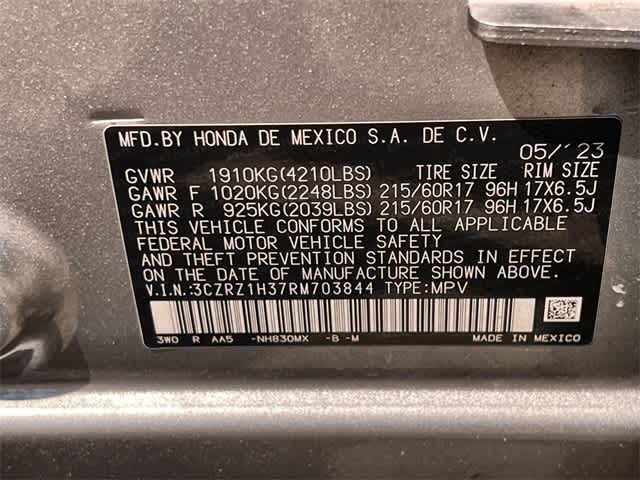 MFD.BY HONDA DE MEXICO S.A. DE C.V. 05/'23
GVWR 1910KG(4210LBS) TIRE SIZE RIM SIZE
GAWR F 1020KG(2248LBS) 215/60R17 96H 17X6.5J
GAWR R 925KG(2039LBS) 215/60R17 96H 17X6.5J
THIS VEHICLE CONFORMS TO ALL APPLICABLE
FEDERAL MOTOR VEHICLE SAFETY
AND THEFT PREVENTION STANDARDS IN EFFECT
ON THE DATE OF MANUFACTURE SHOWN ABOVE.
V.I.N.:3CZRZ1H37RM703844 TYPE:MPV
3W0 R AA5 -NH830MX -B -M MADE IN MEXICO